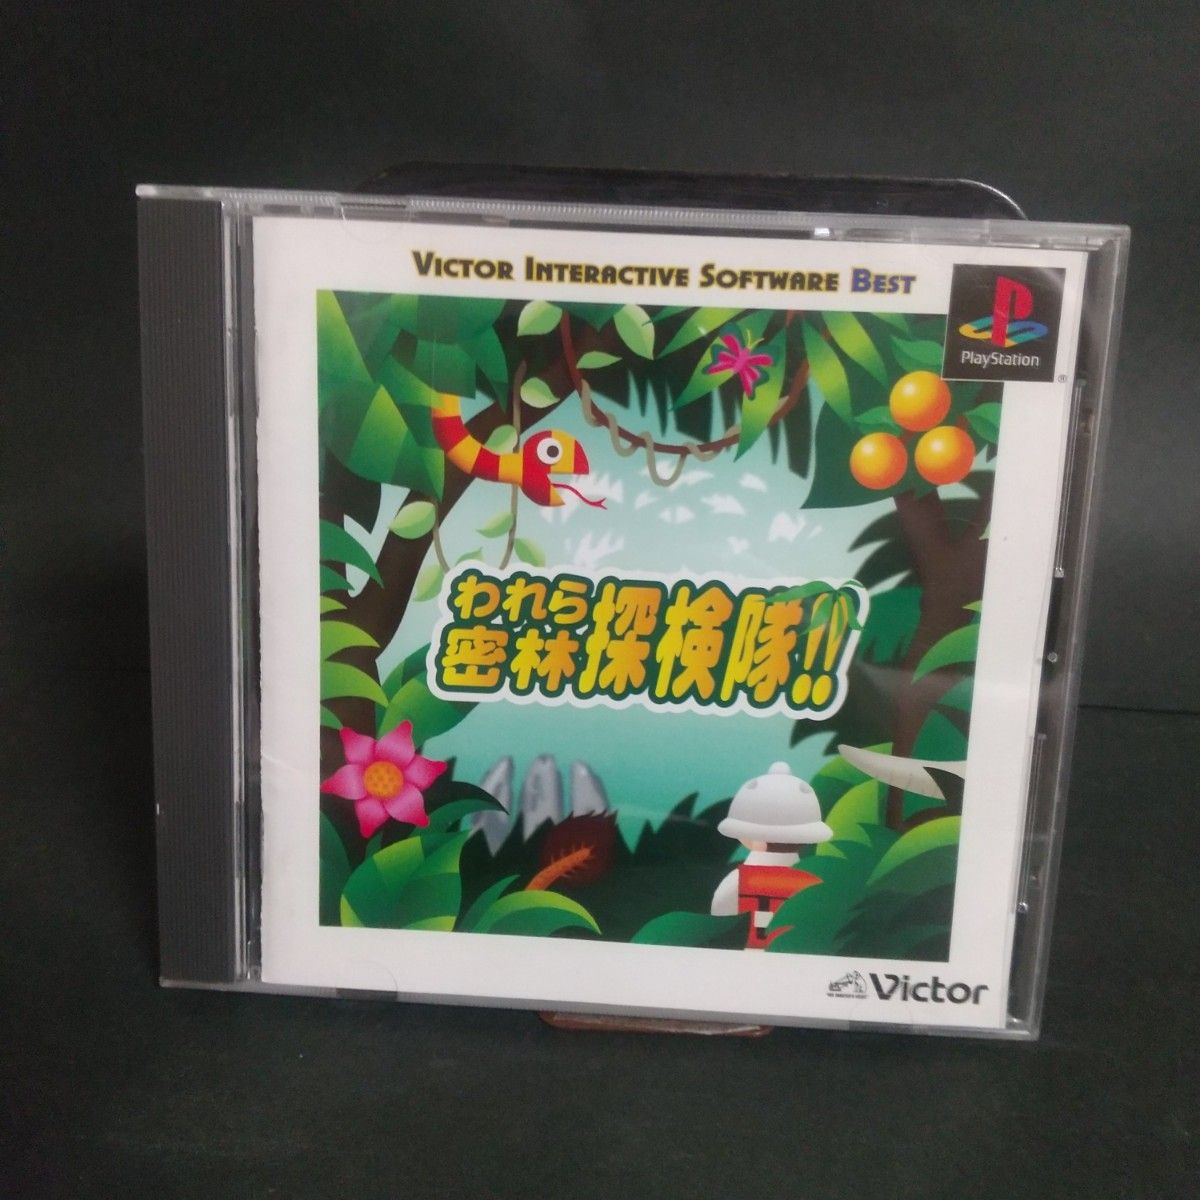 VICTOR INTERACTIVE SOFTWARE BEST
PlayStation
®
われら
密林探検隊!!
Victor